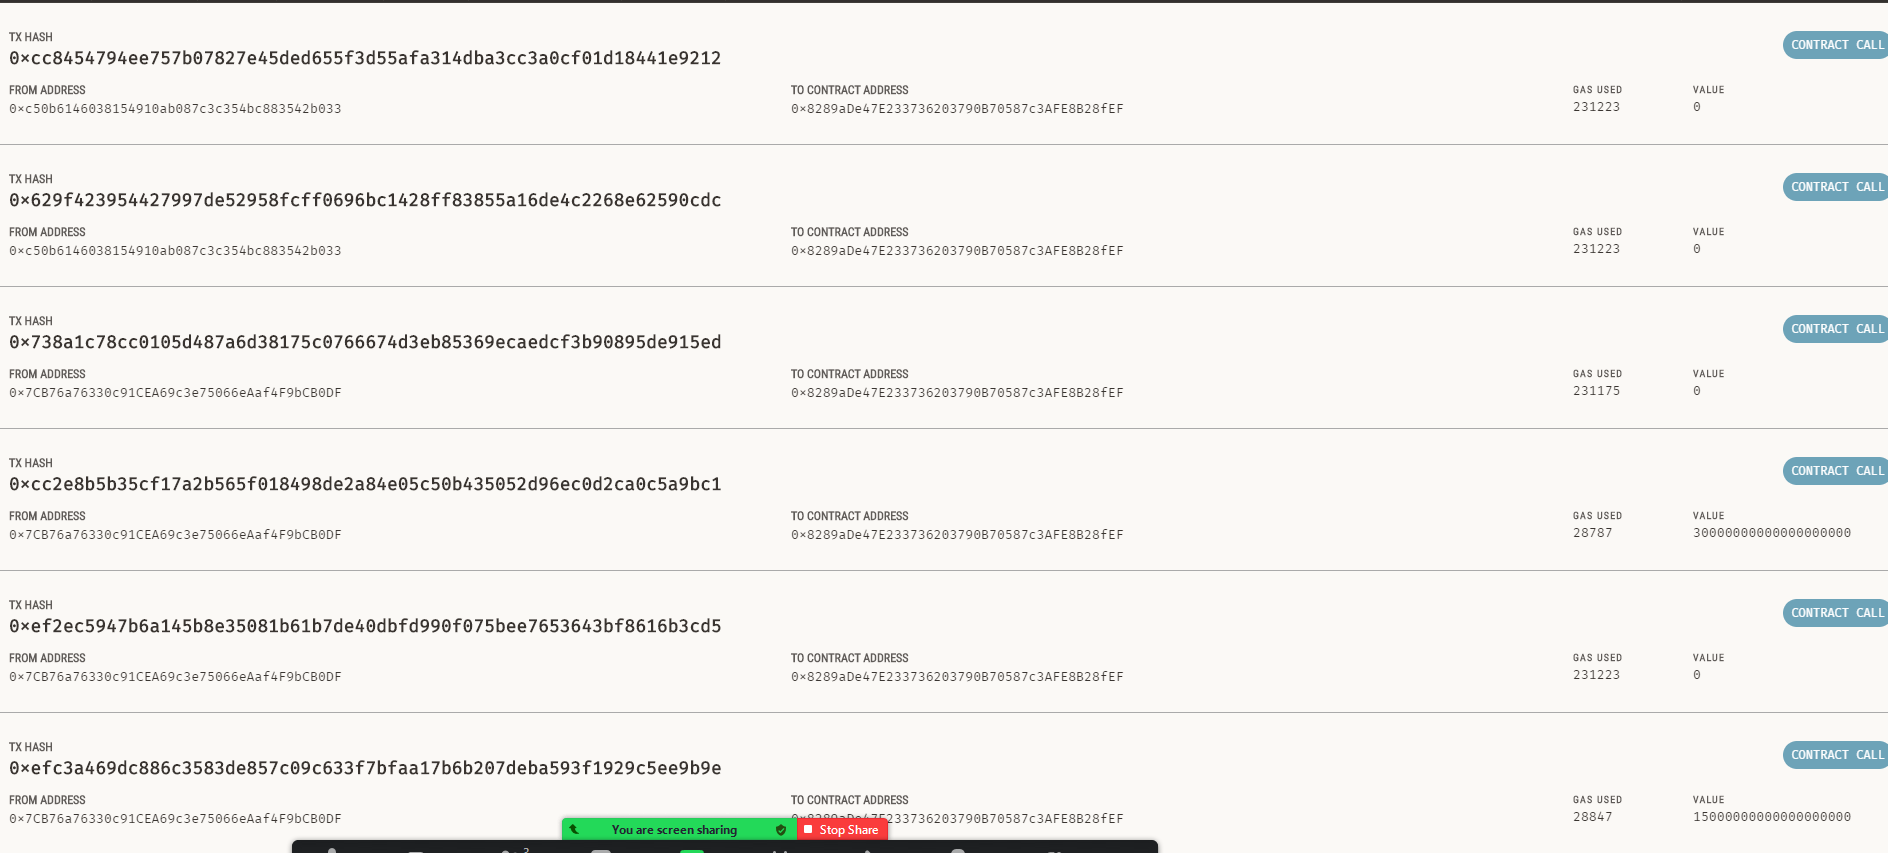 TX HASH
0×cc8454794ee757b07827e45ded655f3d55afa314dba3cc3a0cf01d18441e9212
CONTRACT CALL
FROM ADDRESS TO CONTRACT ADDRESS GAS USED VALUE
0×c50b6146038154910ab087c3c354bc883542b033 0×8289aDe47E233736203790B70587c3AFE8B28fEF 231223 0
TX HASH
0×629f423954427997de52958fcff0696bc1428ff83855a16de4c2268e62590cdc
CONTRACT CALL
FROM ADDRESS TO CONTRACT ADDRESS GAS USED VALUE
0×c50b6146038154910ab087c3c354bc883542b033 0×8289aDe47E233736203790B70587c3AFE8B28fEF 231223 0
TX HASH
0×738a1c78cc0105d487a6d38175c0766674d3eb85369ecaedcf3b90895de915ed
CONTRACT CALL
FROM ADDRESS TO CONTRACT ADDRESS GAS USED VALUE
0×7CB76a76330c91CEA69c3e75066eAaf4F9bCB0DF 0×8289aDe47E233736203790B70587c3AFE8B28fEF 231175 0
TX HASH
0×cc2e8b5b35cf17a2b565f018498de2a84e05c50b435052d96ec0d2ca0c5a9bc1
CONTRACT CALL
FROM ADDRESS TO CONTRACT ADDRESS GAS USED VALUE
0×7CB76a76330c91CEA69c3e75066eAaf4F9bCB0DF 0×8289aDe47E233736203790B70587c3AFE8B28fEF 28787 30000000000000000000
TX HASH
0×ef2ec5947b6a145b8e35081b61b7de40dbfd990f075bee7653643bf8616b3cd5
CONTRACT CALL
FROM ADDRESS TO CONTRACT ADDRESS GAS USED VALUE
0×7CB76a76330c91CEA69c3e75066eAaf4F9bCB0DF 0×8289aDe47E233736203790B70587c3AFE8B28fEF 231223 0
TX HASH
0×efc3a469dc886c3583de857c09c633f7bfaa17b6b207deba593f1929c5ee9b9e
CONTRACT CALL
FROM ADDRESS TO CONTRACT ADDRESS GAS USED VALUE
0×7CB76a76330c91CEA69c3e75066eAaf4F9bCB0DF 28847 15000000000000000000
You are screen sharing Stop Share